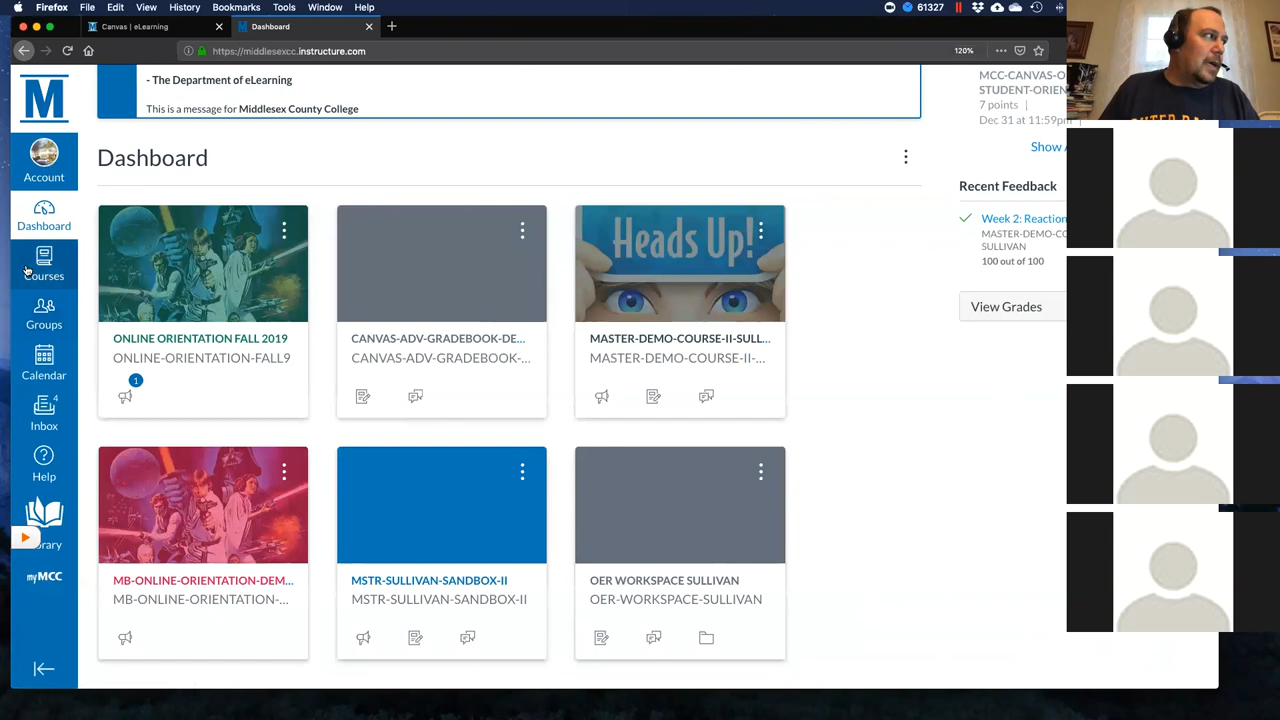 Firefox File Edit View History Bookmarks Tools Window Help
61327
Canvas | eLearning
Dashboard
https://middlesexcc.instructure.com
120%
M
Account
Dashboard
Courses
Groups
Calendar
4
Inbox
Help
myMCC
- The Department of eLearning
This is a message for Middlesex County College
Dashboard
ONLINE ORIENTATION FALL 2019
ONLINE-ORIENTATION-FALL9
1
CANVAS-ADV-GRADEBOOK-DE...
CANVAS-ADV-GRADEBOOK-...
Heads Up!
MASTER-DEMO-COURSE-II-SULL...
MASTER-DEMO-COURSE-II-...
MB-ONLINE-ORIENTATION-DEM...
MB-ONLINE-ORIENTATION-...
MSTR-SULLIVAN-SANDBOX-II
MSTR-SULLIVAN-SANDBOX-II
OER WORKSPACE SULLIVAN
OER-WORKSPACE-SULLIVAN
MCC-CANVAS-O
STUDENT-ORIEN
7 points |
Dec 31 at 11:59pm |
Show
Recent Feedback
Week 2: Reaction
MASTER-DEMO-CO
SULLIVAN
100 out of 100
View Grades